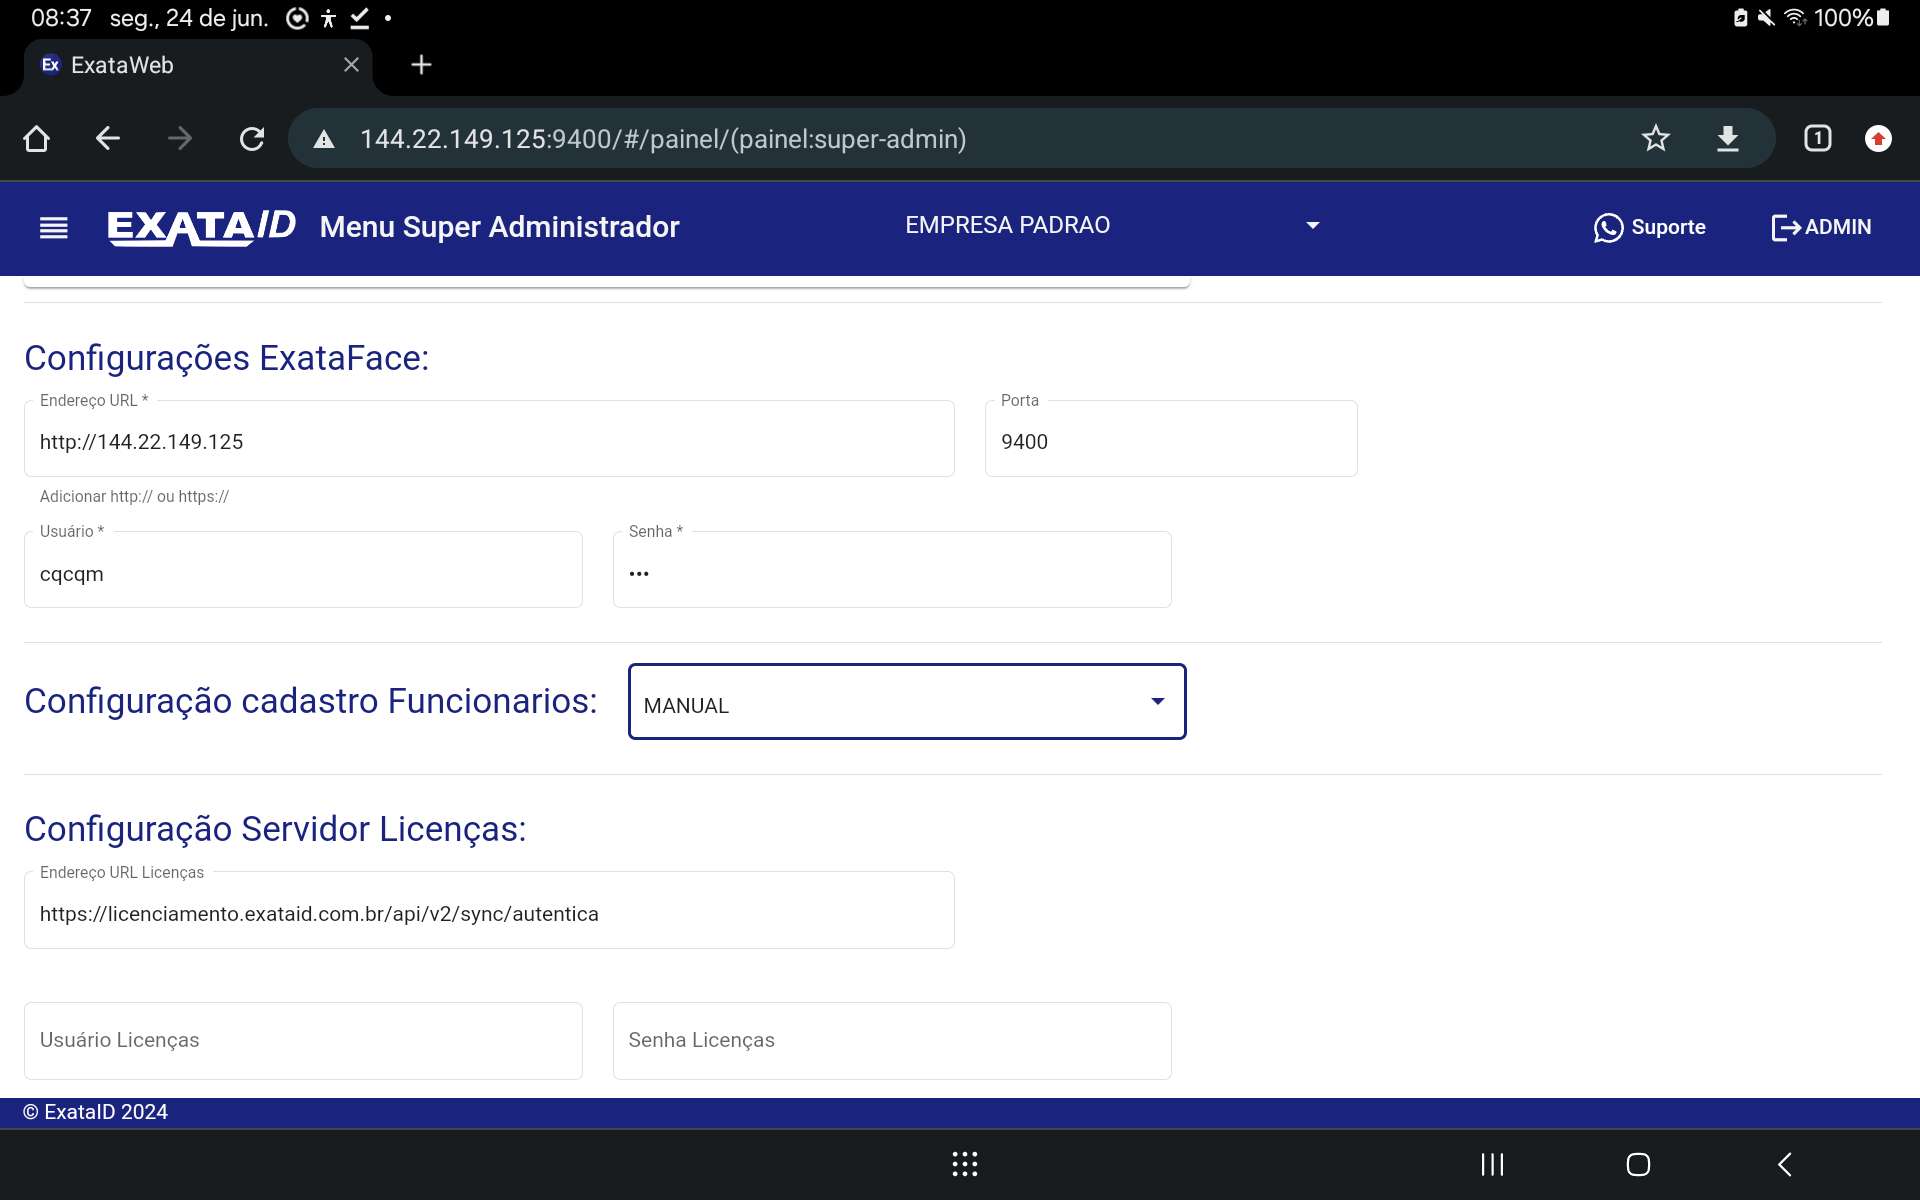 08:37 seg., 24 de jun. 100%
Ex ExataWeb
144.22.149.125:9400/#/painel/(painel:super-admin) 1
EXATAID Menu Super Administrador EMPRESA PADRAO Suporte ADMIN
Configurações ExataFace:
Endereço URL * Porta
http://144.22.149.125 9400
Adicionar http:// ou https://
Usuário * Senha *
cqcqm •••
Configuração cadastro Funcionarios: MANUAL
Configuração Servidor Licenças:
Endereço URL Licenças
https://licenciamento.exataid.com.br/api/v2/sync/autentica
Usuário Licenças Senha Licenças
© ExataID 2024